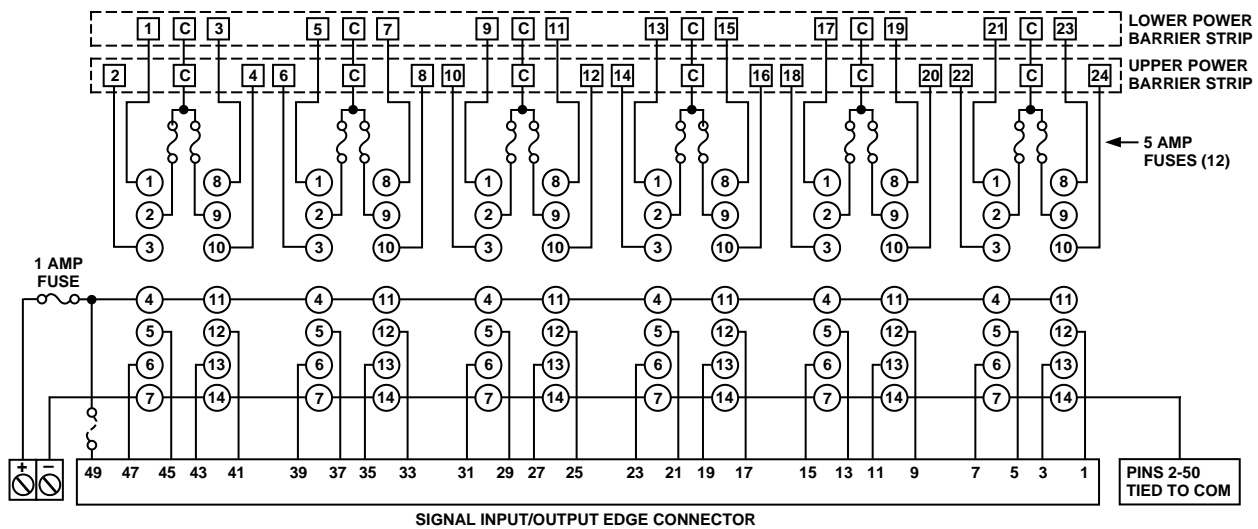 1 C 3 5 C 7 9 C 11 13 C 15 17 C 19 21 C 23
LOWER POWER
BARRIER STRIP
2 C 4 6 C 8 10 C 12 14 C 16 18 C 20 22 C 24
UPPER POWER
BARRIER STRIP
5 AMP
FUSES (12)
1 8 1 8 1 8 1 8 1 8 1 8
2 9 2 9 2 9 2 9 2 9 2 9
3 10 3 10 3 10 3 10 3 10 3 10
1 AMP
FUSE
4 11 4 11 4 11 4 11 4 11 4 11
5 12 5 12 5 12 5 12 5 12 5 12
6 13 6 13 6 13 6 13 6 13 6 13
7 14 7 14 7 14 7 14 7 14 7 14
+ –
49 47 45 43 41 39 37 35 33 31 29 27 25 23 21 19 17 15 13 11 9 7 5 3 1
PINS 2-50
TIED TO COM
SIGNAL INPUT/OUTPUT EDGE CONNECTOR